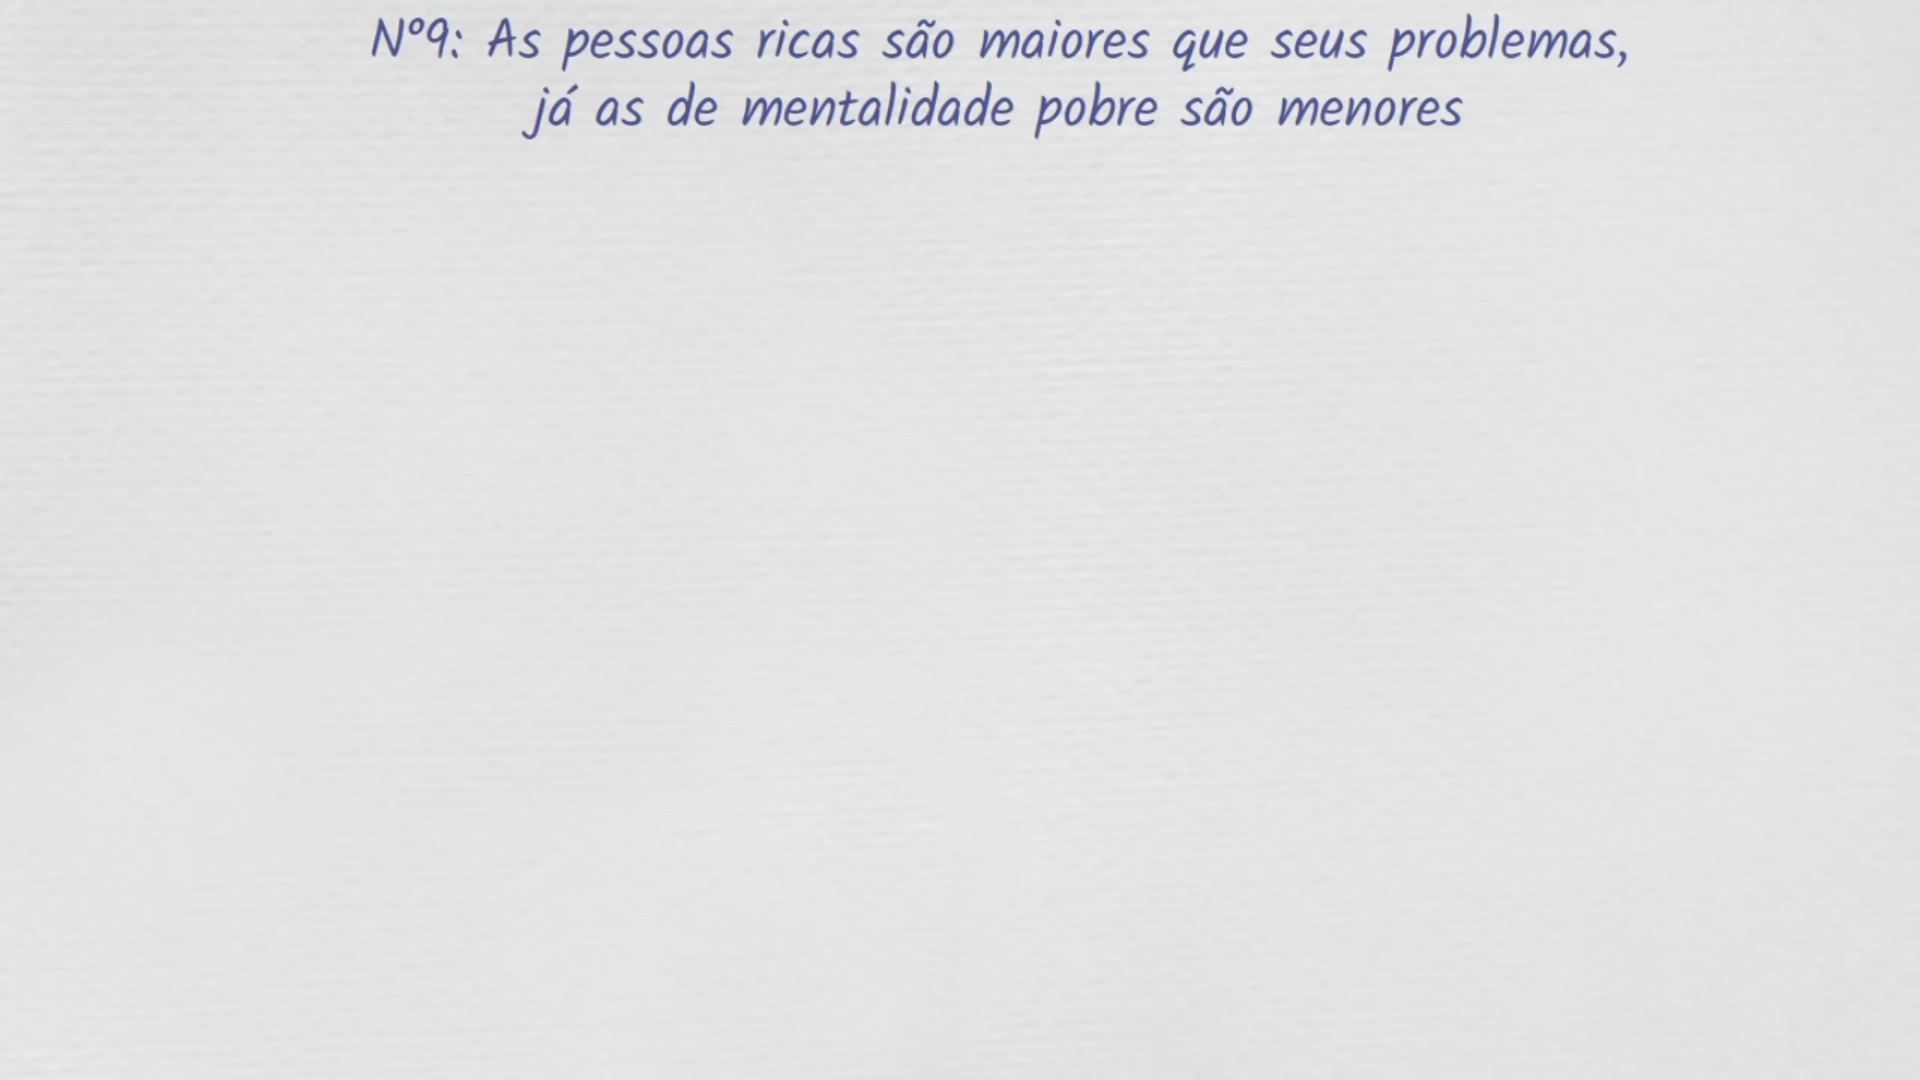 Nº9: As pessoas ricas são maiores que seus problemas,
já as de mentalidade pobre são menores